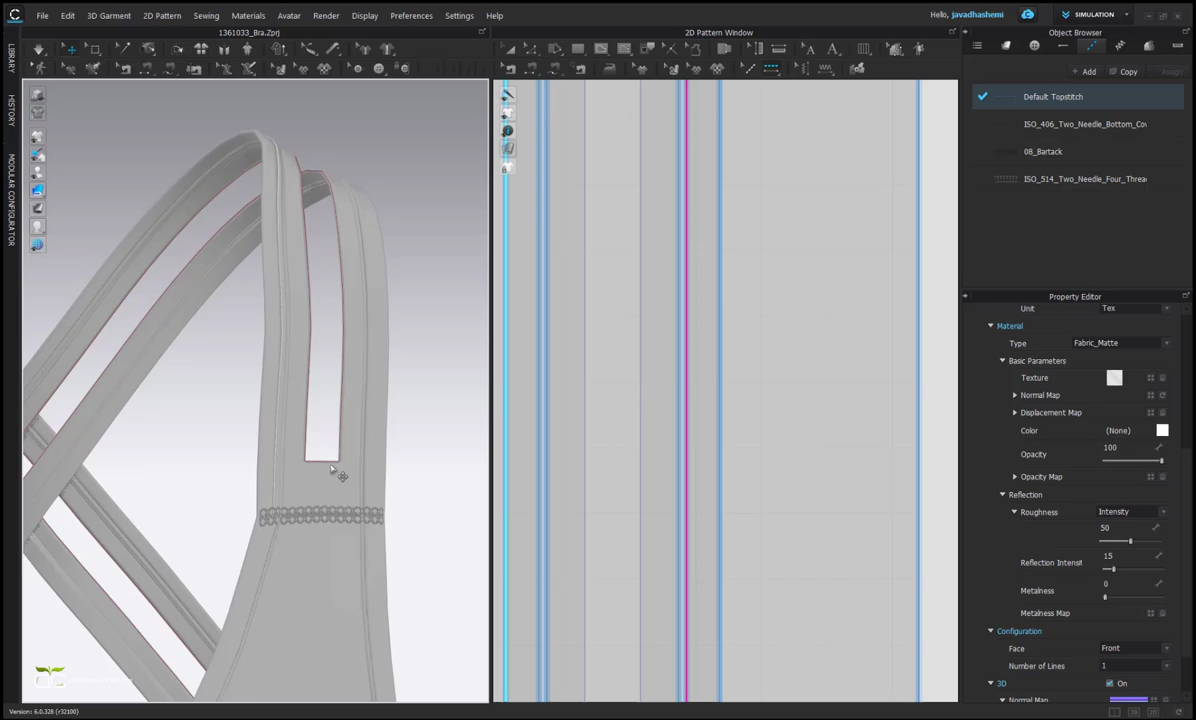 File Edit 3D Garment 2D Pattern Sewing Materials Avatar Render Display Preferences Settings Help
Hello, javadhashemi
SIMULATION
1361033_Bra.Zprj
2D Pattern Window
Object Browser
LIBRARY
HISTORY
MODULAR CONFIGURATOR
Add Copy Assign
Default Topstitch
ISO_406_Two_Needle_Bottom_Cov
08_Bartack
ISO_514_Two_Needle_Four_Threa
Property Editor
Unit Tex
Material
Type Fabric_Matte
Basic Parameters
Texture
Normal Map
Displacement Map
Color (None)
Opacity 100
Opacity Map
Reflection
Roughness Intensity
50
Reflection Intensit 15
Metalness 0
Metalness Map
Configuration
Face Front
Number of Lines 1
3D On
Normal Map
Version: 6.0.328 (r32100)
2D